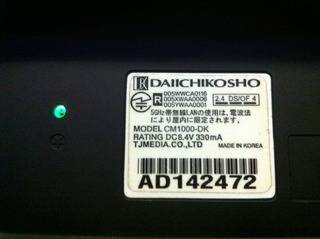 DAIICHIKOSHO
R 005WWCA0116
005XWAA0006
005YWAA0001
2.4 DS/OF 4
5GHz帯無線LANの使用は、電波法
により屋内に限定されます。
MODEL CM1000-DK
RATING DC8.4V 330mA
TJMEDIA.CO.,LTD MADE IN KOREA
AD142472